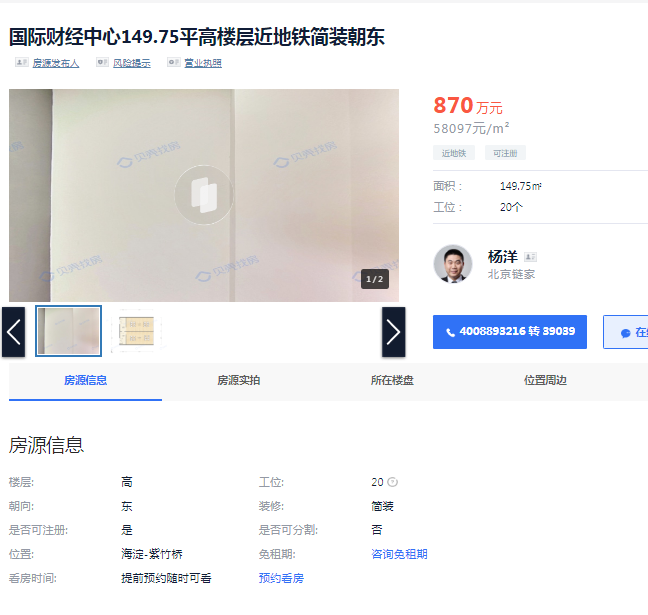 国际财经中心149.75平高楼层近地铁简装朝东
房源发布人 风险提示 营业执照
贝壳找房 贝壳找房
贝壳找房 贝壳找房
1/2
870万元
58097元/m²
近地铁 可注册
面积： 149.75㎡
工位： 20个
杨洋
北京链家
4008893216 转 39039
在
房源信息 房源实拍 所在楼盘 位置周边
房源信息
楼层: 高 工位: 20
朝向: 东 装修: 简装
是否可注册: 是 是否可分割: 否
位置: 海淀-紫竹桥 免租期: 咨询免租期
看房时间: 提前预约随时可看 预约看房